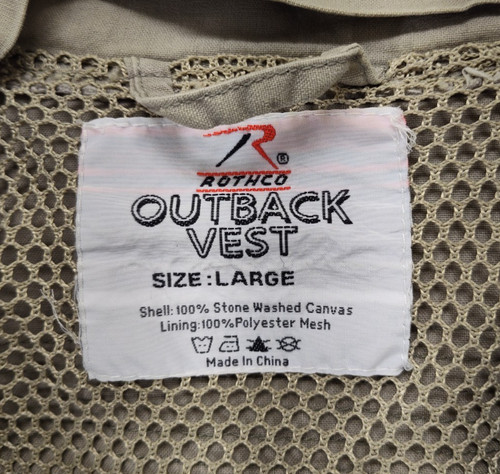 R®
ROTHCO
OUTBACK
VEST
SIZE: LARGE
Shell: 100% Stone Washed Canvas
Lining: 100% Polyester Mesh
Made In China